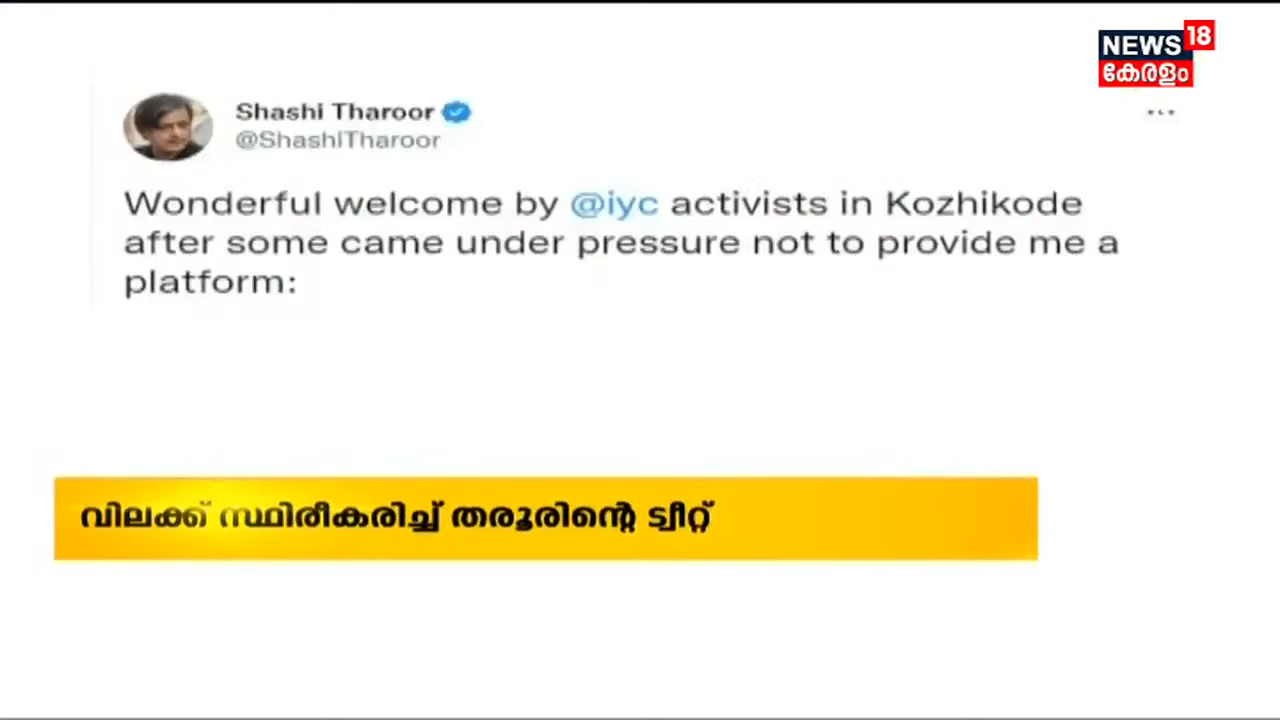 NEWS 18
കേരളം
Shashi Tharoor
@ShashiTharoor
Wonderful welcome by @iyc activists in Kozhikode
after some came under pressure not to provide me a
platform:
വിലക്ക് സ്ഥിരീകരിച്ച് തരൂരിന്റെ ട്വീറ്റ്